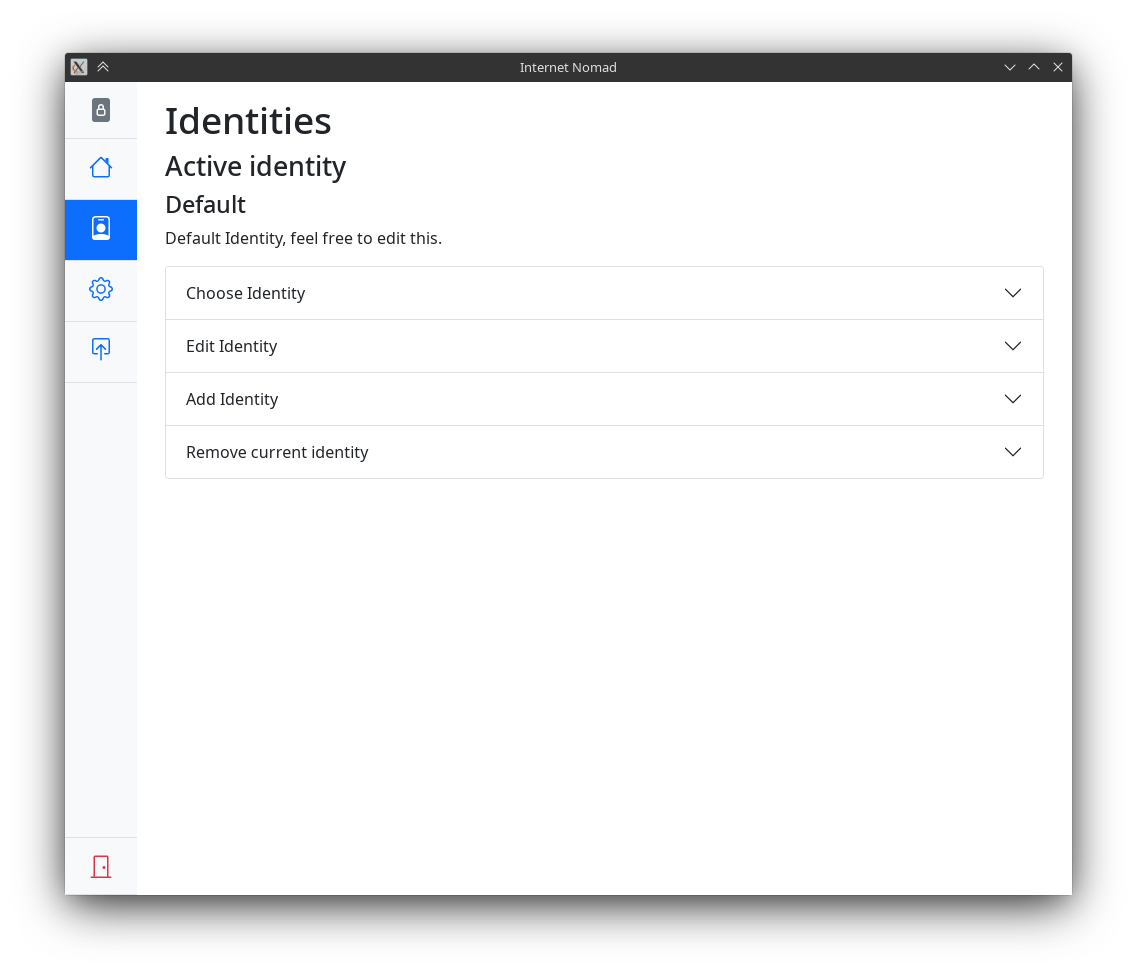 Internet Nomad
Identities
Active identity
Default
Default Identity, feel free to edit this.
Choose Identity
Edit Identity
Add Identity
Remove current identity